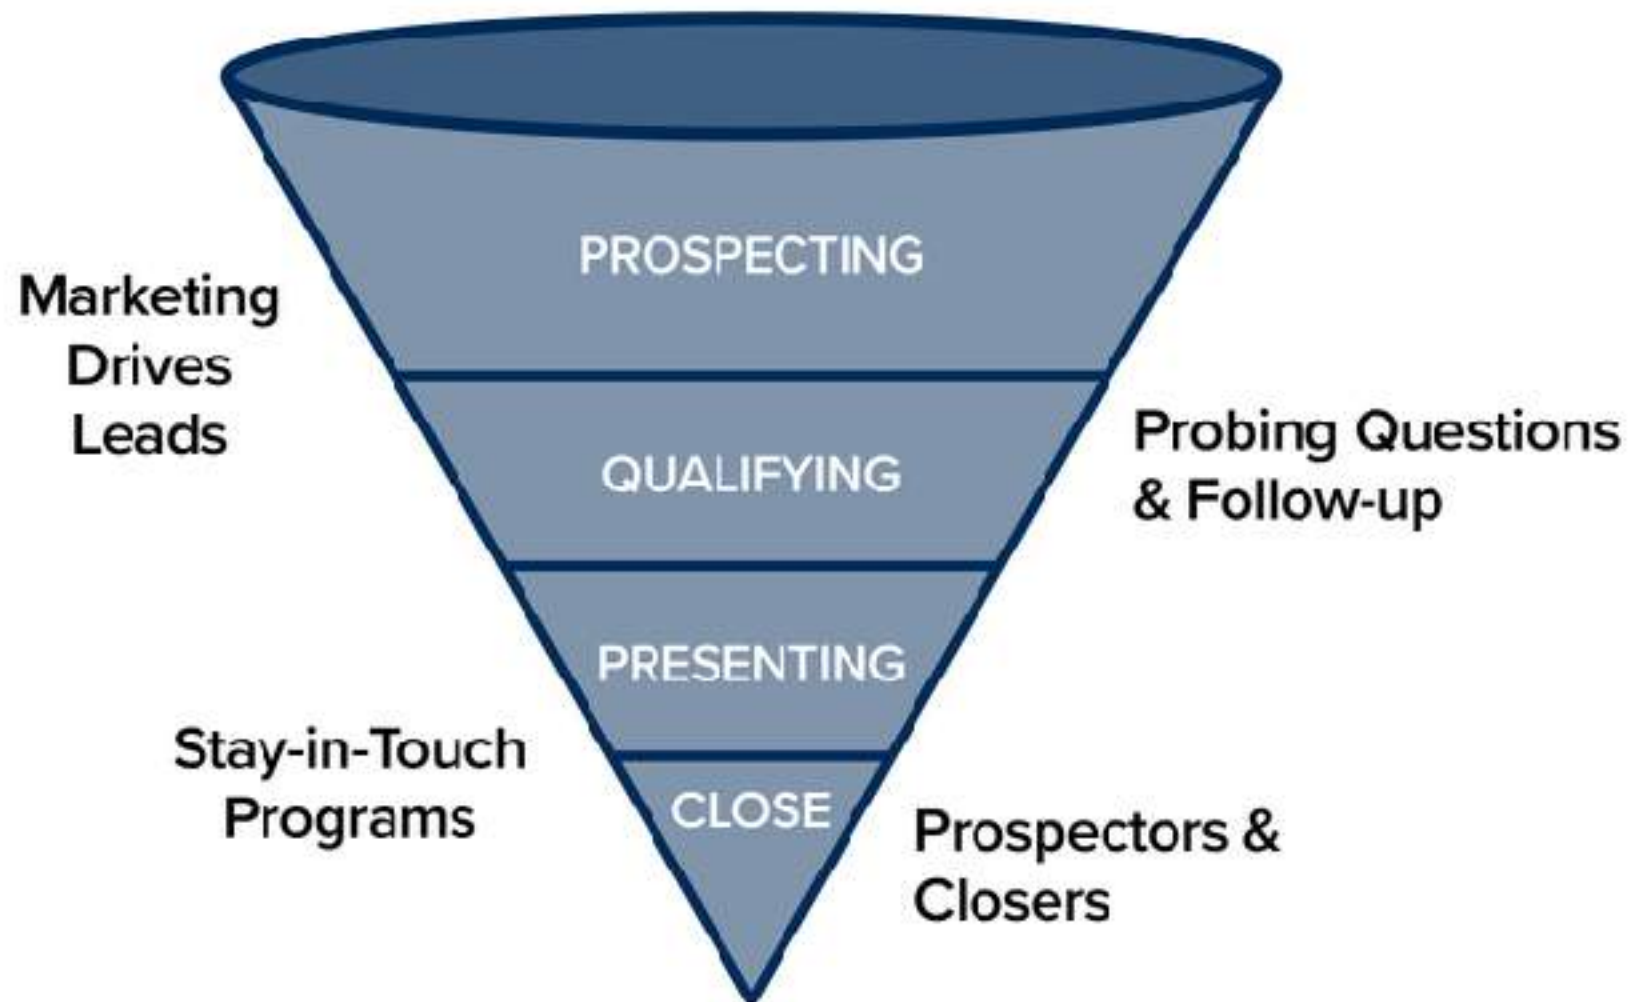 PROSPECTING
Marketing
Drives
Leads
QUALIFYING
Probing Questions
& Follow-up
PRESENTING
Stay-in-Touch
Programs
CLOSE
Prospectors &
Closers